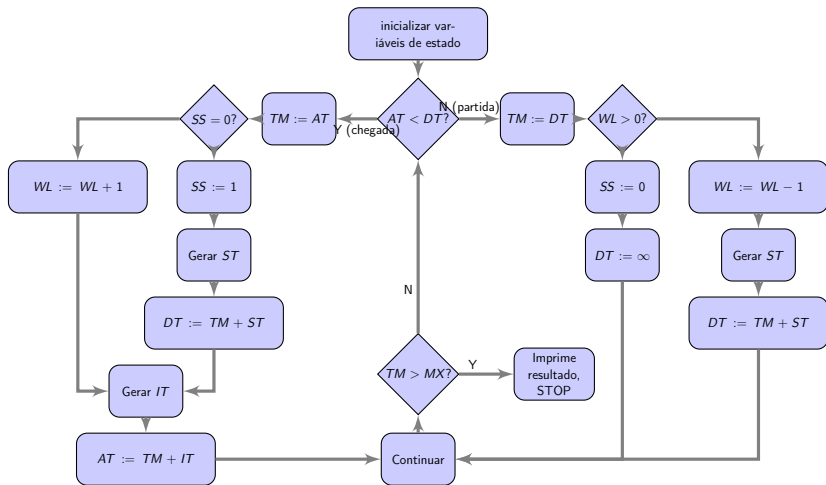 inicializar var-
iáveis de estado
N (partida)
SS = 0?
TM := AT
AT < DT?
TM := DT
WL > 0?
Y (chegada)
WL := WL + 1
SS := 1
SS := 0
WL := WL − 1
Gerar ST
DT := ∞
Gerar ST
N
DT := TM + ST
DT := TM + ST
Imprime
Y
resultado,
TM > MX?
STOP
Gerar IT
AT := TM + IT
Continuar